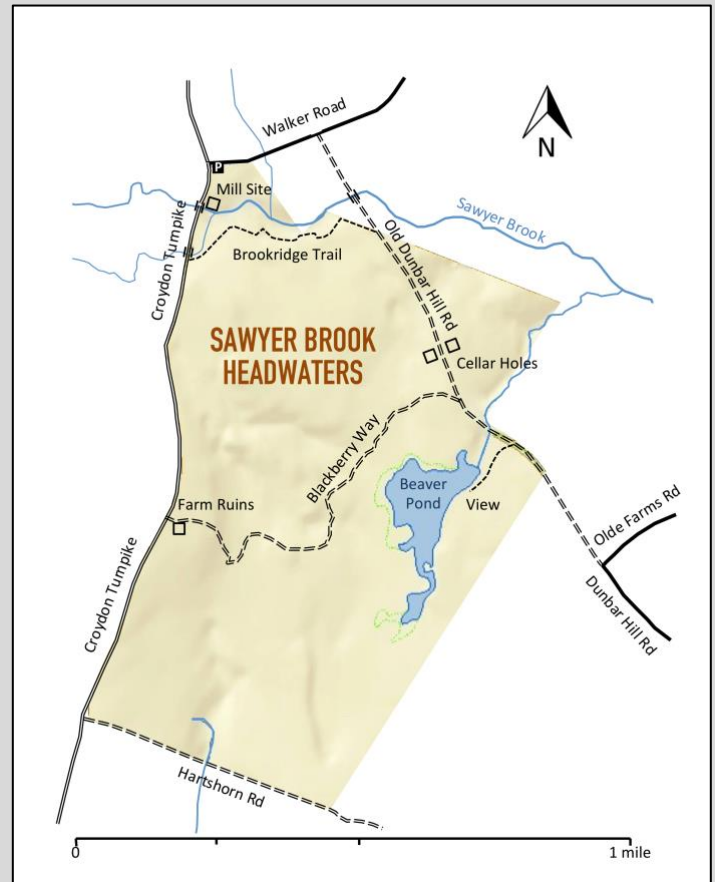 Walker Road
N
P
Mill Site
Sawyer Brook
Croydon Turnpike
Brookridge Trail
Old Dunbar Hill Rd
SAWYER BROOK
HEADWATERS
Cellar Holes
Blackberry Way
Beaver
Pond
View
Farm Ruins
Olde Farms Rd
Croydon Turnpike
Dunbar Hill Rd
Hartshorn Rd
0
1 mile